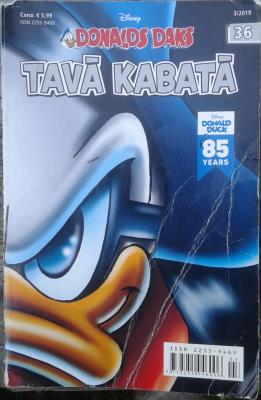 Cena: € 5,99
ISSN 2255-9469
Disney
3/2019
DONALDS DAKS
36
TAVĀ KABATĀ
Disney
DONALD
DUCK
85
YEARS
ISSN 2255-9469